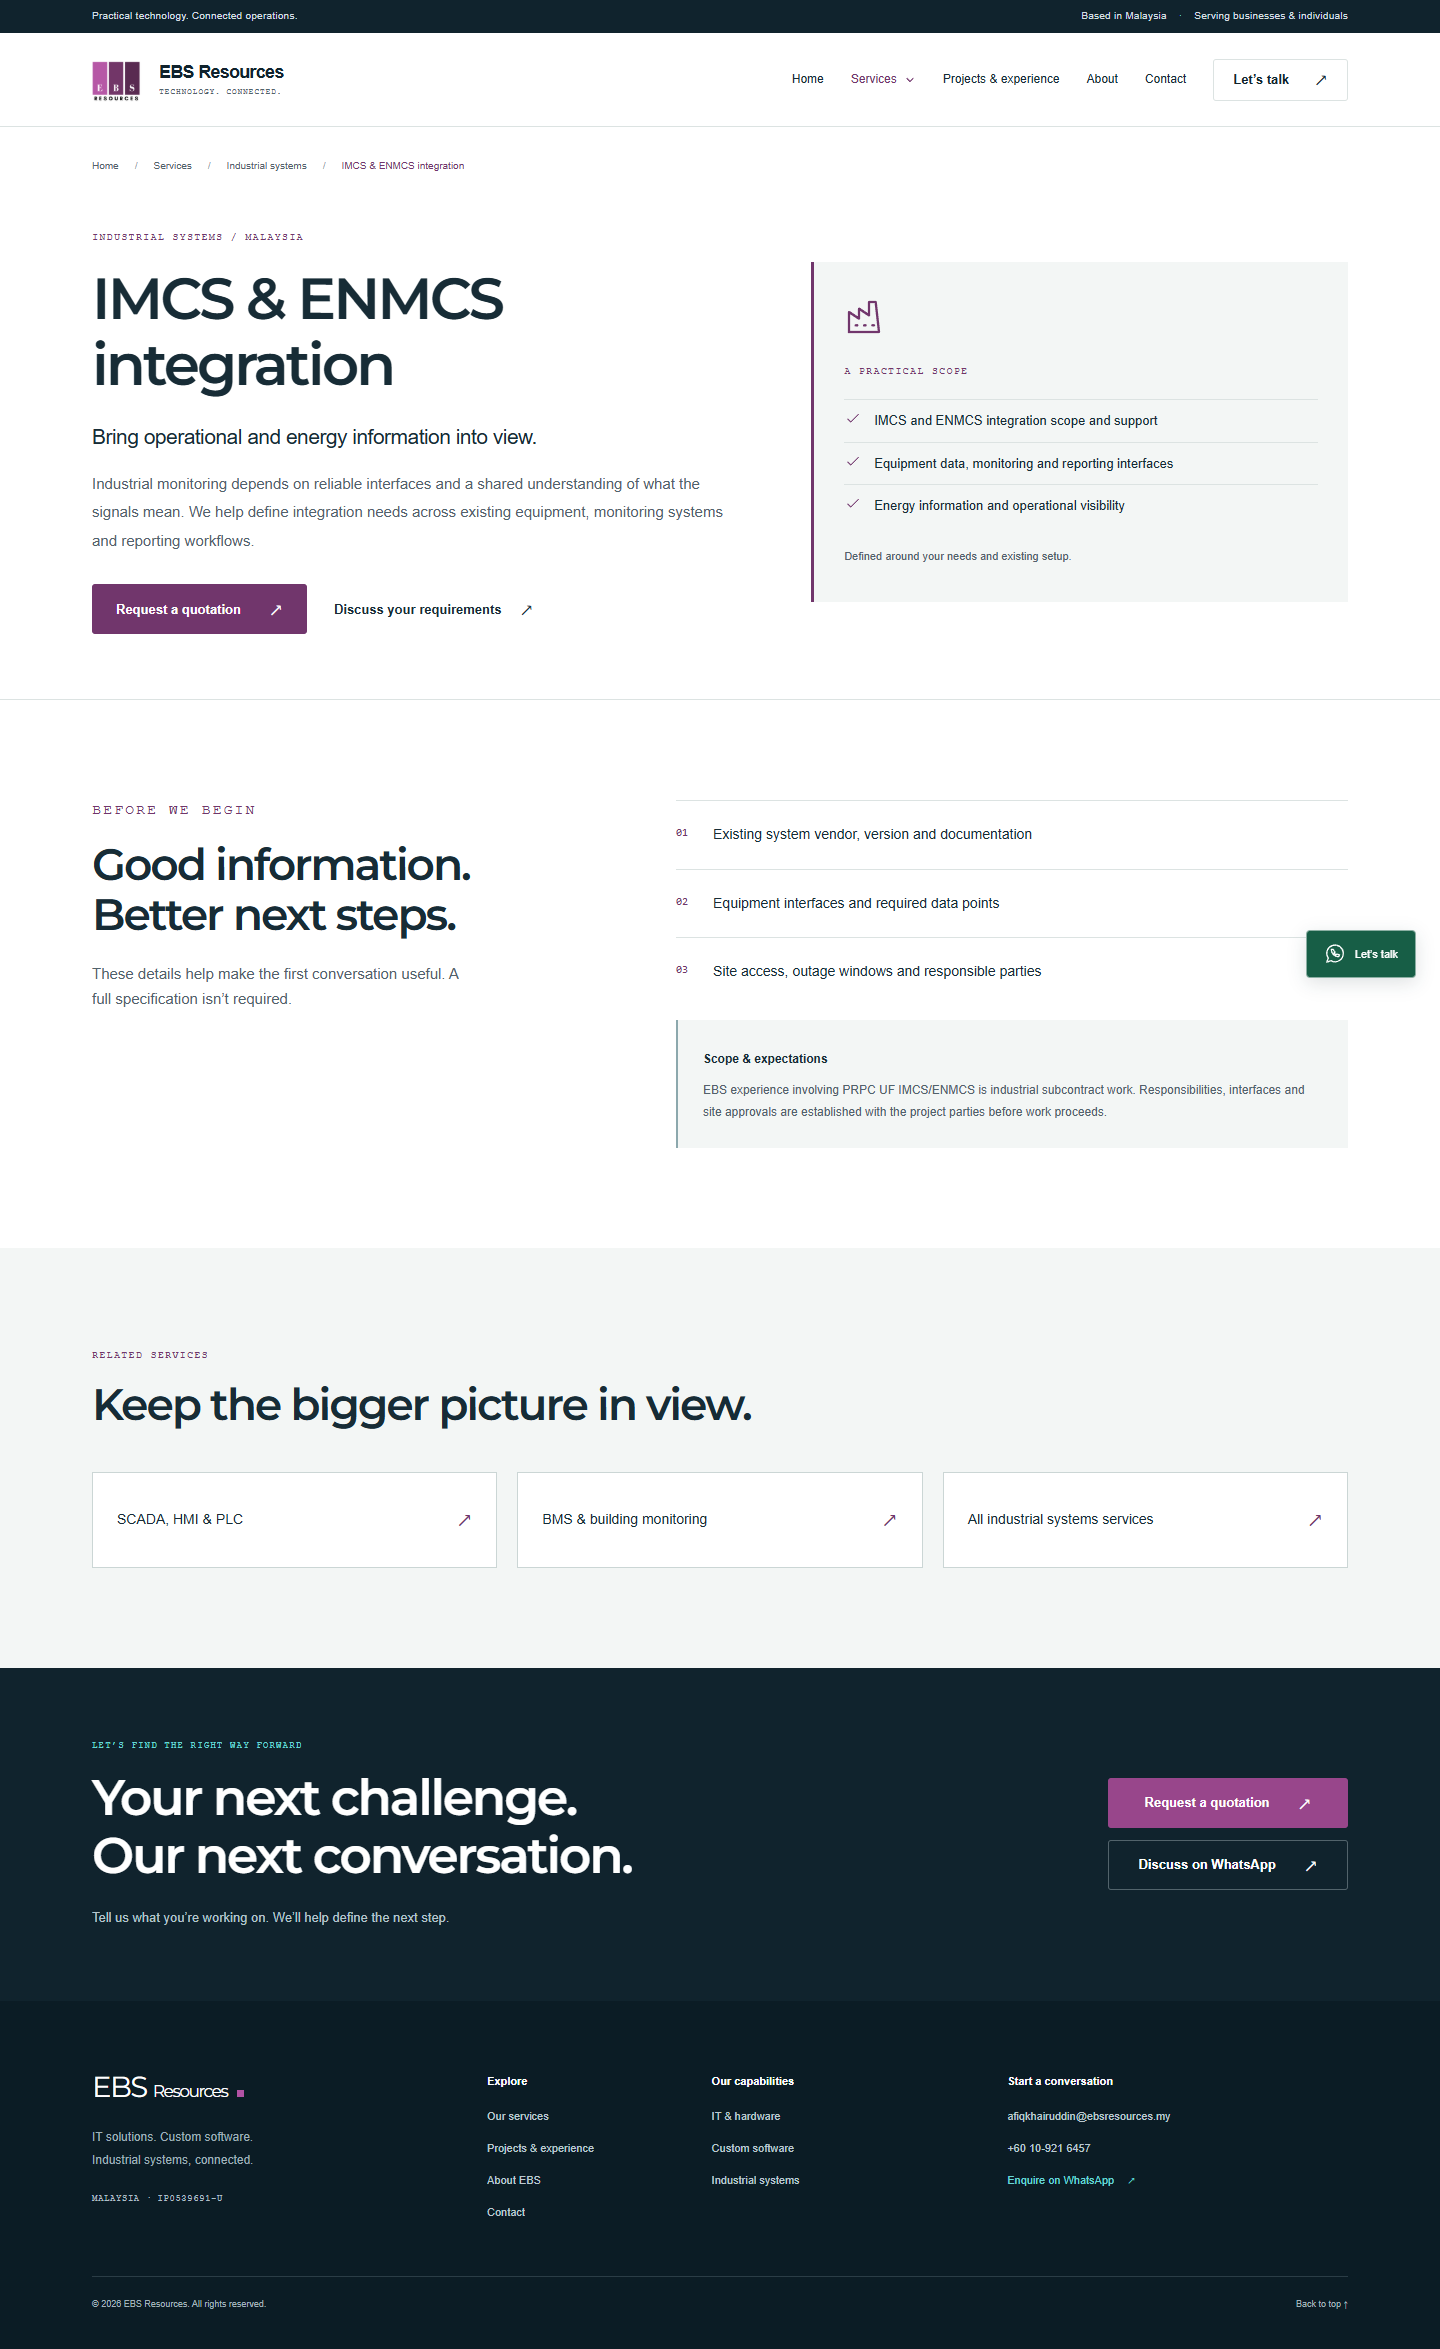 Practical technology. Connected operations.
Based in Malaysia · Serving businesses & individuals
EBS
RESOURCES
EBS Resources
TECHNOLOGY. CONNECTED.
Home Services Projects & experience About Contact Let’s talk ↗
Home / Services / Industrial systems / IMCS & ENMCS integration
INDUSTRIAL SYSTEMS / MALAYSIA
IMCS & ENMCS
integration
Bring operational and energy information into view.
Industrial monitoring depends on reliable interfaces and a shared understanding of what the
signals mean. We help define integration needs across existing equipment, monitoring systems
and reporting workflows.
Request a quotation ↗ Discuss your requirements ↗
A PRACTICAL SCOPE
IMCS and ENMCS integration scope and support
Equipment data, monitoring and reporting interfaces
Energy information and operational visibility
Defined around your needs and existing setup.
BEFORE WE BEGIN
Good information.
Better next steps.
These details help make the first conversation useful. A
full specification isn’t required.
01 Existing system vendor, version and documentation
02 Equipment interfaces and required data points
03 Site access, outage windows and responsible parties
Let's talk
Scope & expectations
EBS experience involving PRPC UF IMCS/ENMCS is industrial subcontract work. Responsibilities, interfaces and
site approvals are established with the project parties before work proceeds.
RELATED SERVICES
Keep the bigger picture in view.
SCADA, HMI & PLC ↗
BMS & building monitoring ↗
All industrial systems services ↗
LET’S FIND THE RIGHT WAY FORWARD
Your next challenge.
Our next conversation.
Tell us what you’re working on. We’ll help define the next step.
Request a quotation ↗
Discuss on WhatsApp ↗
EBS Resources
IT solutions. Custom software.
Industrial systems, connected.
MALAYSIA · IP0539691-U
Explore
Our services
Projects & experience
About EBS
Contact
Our capabilities
IT & hardware
Custom software
Industrial systems
Start a conversation
afiqkhairuddin@ebsresources.my
+60 10-921 6457
Enquire on WhatsApp ↗
© 2026 EBS Resources. All rights reserved.
Back to top ↑